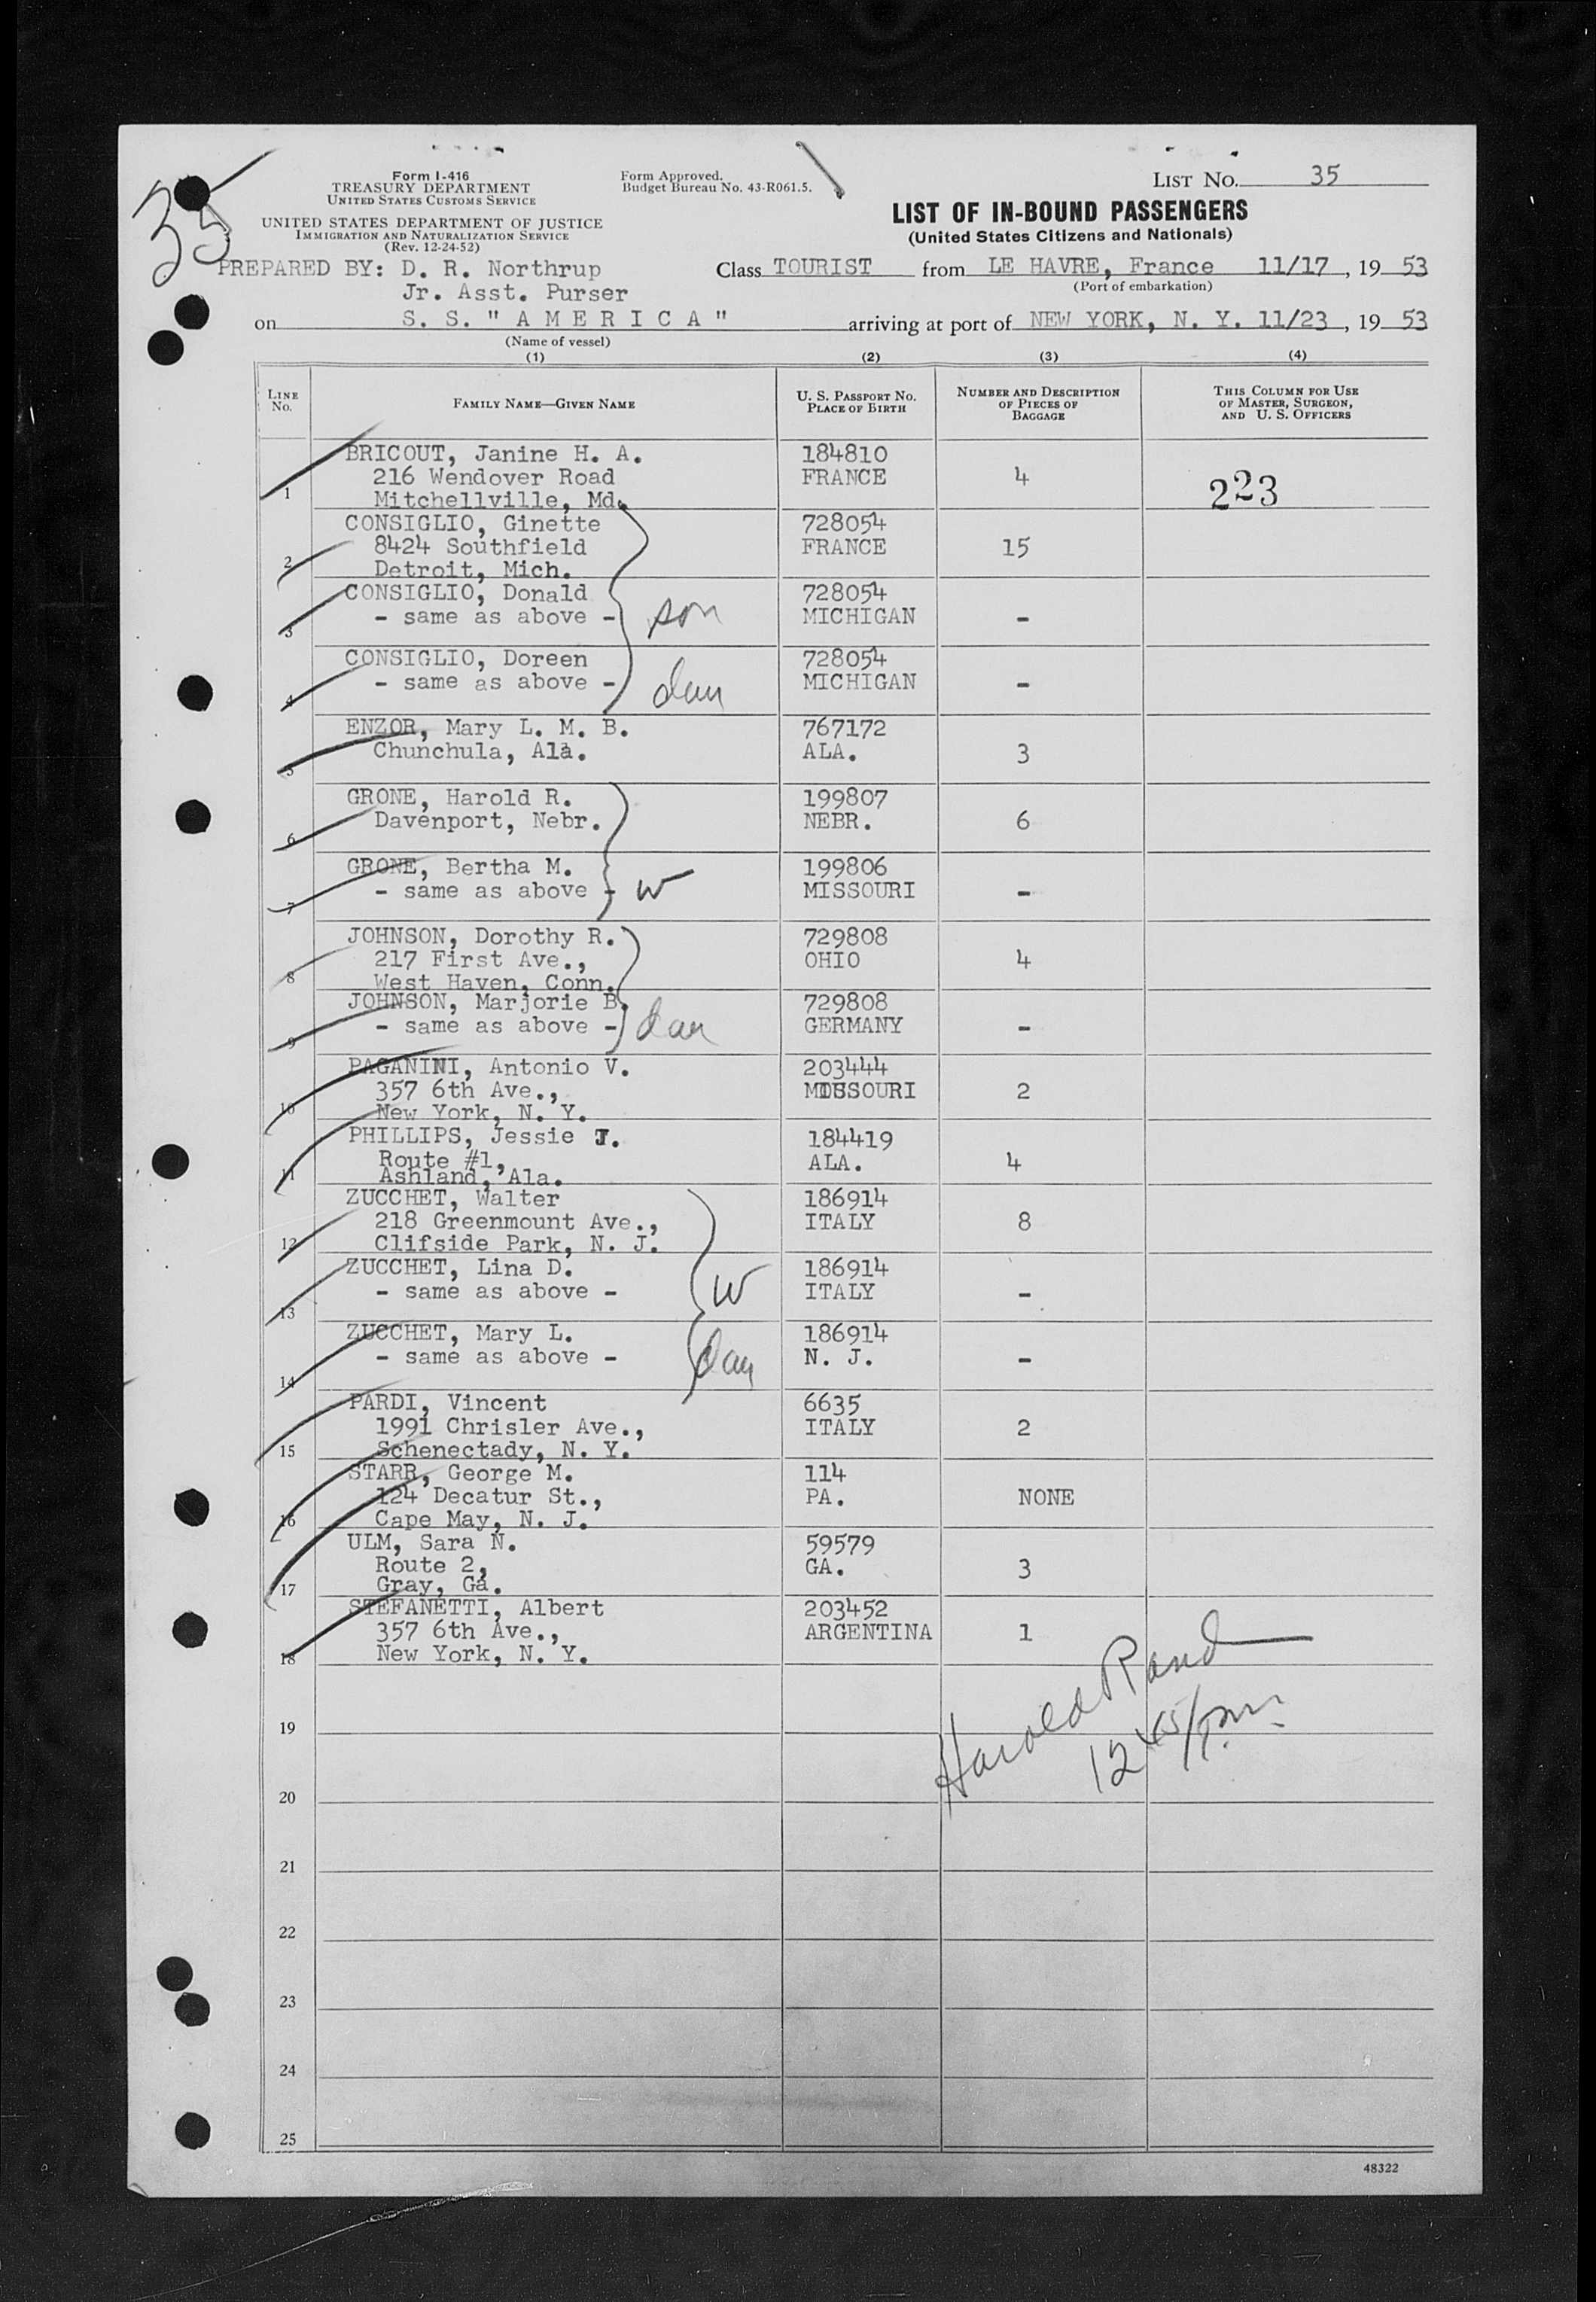 35
Form I-416
TREASURY DEPARTMENT
UNITED STATES CUSTOMS SERVICE
UNITED STATES DEPARTMENT OF JUSTICE
IMMIGRATION AND NATURALIZATION SERVICE
(Rev. 12-24-52)
Form Approved.
Budget Bureau No. 43-R061.5.
LIST NO. 35
LIST OF IN-BOUND PASSENGERS
(United States Citizens and Nationals)
PREPARED BY: D. R. Northrup
Jr. Asst. Purser
Class TOURIST from LE HAVRE, France 11/17, 19 53
(Port of embarkation)
on S. S. "AMERICA" arriving at port of NEW YORK, N. Y. 11/23, 19 53
(Name of vessel)
(1) (2) (3) (4)
LINE NO. FAMILY NAME—GIVEN NAME U. S. PASSPORT NO. PLACE OF BIRTH NUMBER AND DESCRIPTION OF PIECES OF BAGGAGE THIS COLUMN FOR USE OF MASTER, SURGEON, AND U. S. OFFICERS
BRICOUT, Janine H. A. 184810
216 Wendover Road FRANCE 4 223
1 Mitchellville, Md.
CONSIGLIO, Ginette 728054
8424 Southfield FRANCE 15
2 Detroit, Mich.
CONSIGLIO, Donald 728054
3 - same as above - son MICHIGAN -
CONSIGLIO, Doreen 728054
4 - same as above - dau MICHIGAN -
ENZOR, Mary L. M. B. 767172
5 Chunchula, Ala. ALA. 3
GRONE, Harold R. 199807
6 Davenport, Nebr. NEBR. 6
GRONE, Bertha M. 199806
7 - same as above - W MISSOURI -
JOHNSON, Dorothy R. 729808
8 217 First Ave., OHIO 4
West Haven, Conn.
JOHNSON, Marjorie B. 729808
9 - same as above - dau GERMANY -
PAGANINI, Antonio V. 203444
357 6th Ave., MISSOURI 2
10 New York, N. Y.
PHILLIPS, Jessie T. 184419
Route #1, ALA. 4
11 Ashland, Ala.
ZUCCHET, Walter 186914
218 Greenmount Ave., ITALY 8
12 Clifside Park, N. J.
ZUCCHET, Lina D. 186914
13 - same as above - W ITALY -
ZUCCHET, Mary L. 186914
14 - same as above - dau N. J. -
PARDI, Vincent 6635
1991 Chrisler Ave., ITALY 2
15 Schenectady, N. Y.
STARR, George M. 114
124 Decatur St., PA. NONE
16 Cape May, N. J.
ULM, Sara N. 59579
Route 2, GA. 3
17 Gray, Ga.
STEFANETTI, Albert 203452
357 6th Ave., ARGENTINA 1
18 New York, N. Y.
Harold Rand
19
12 45/p.m.
20
21
22
23
24
25
48322